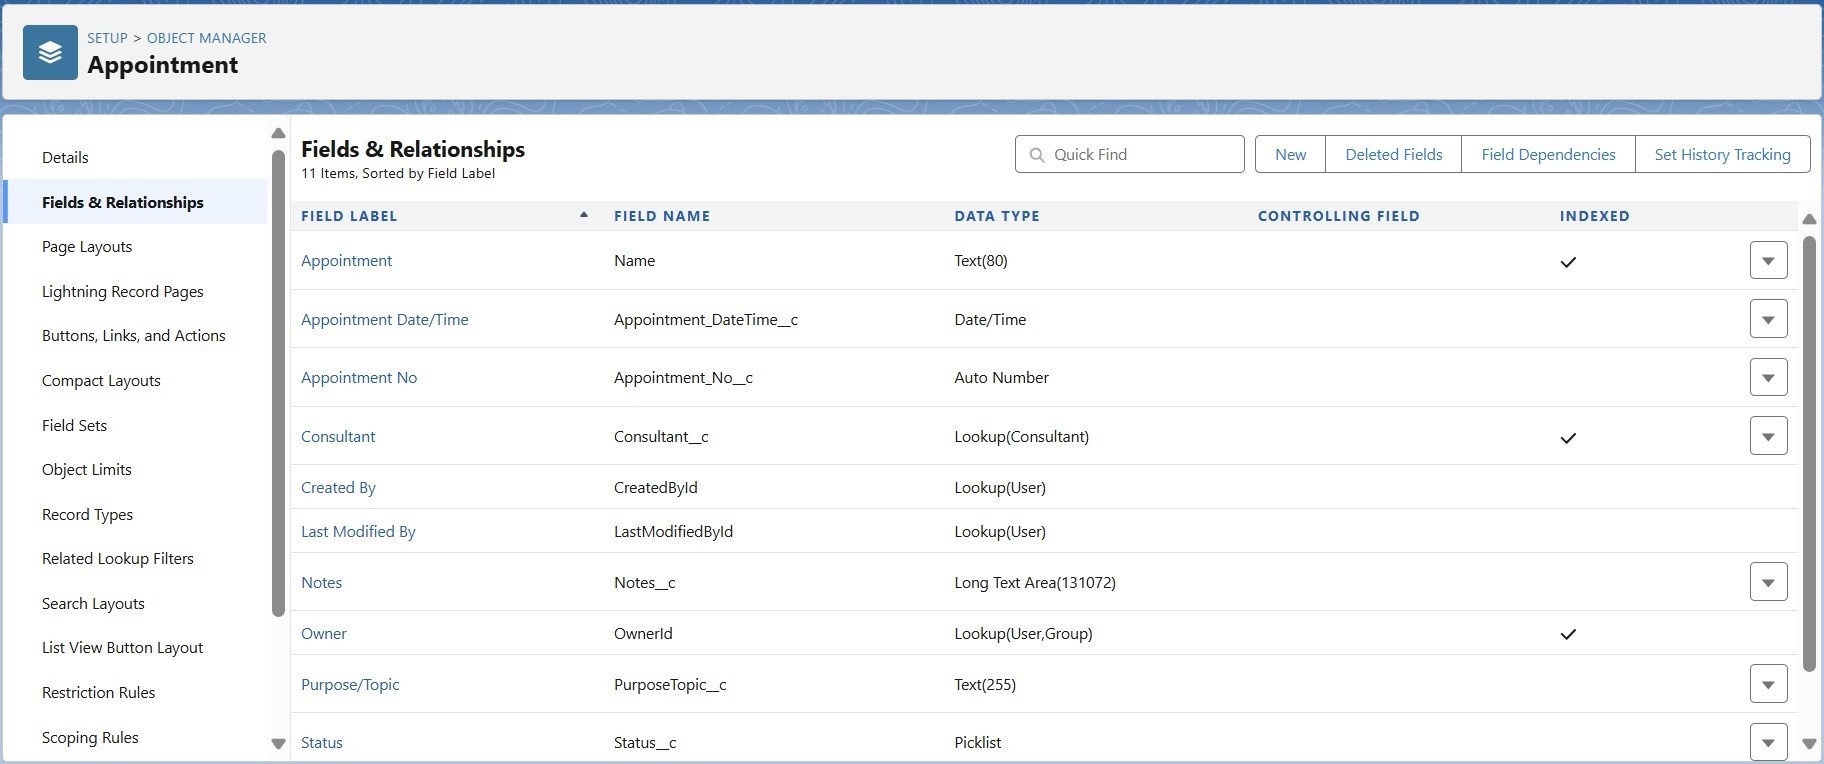 SETUP > OBJECT MANAGER
Appointment
Details
Fields & Relationships
Page Layouts
Lightning Record Pages
Buttons, Links, and Actions
Compact Layouts
Field Sets
Object Limits
Record Types
Related Lookup Filters
Search Layouts
List View Button Layout
Restriction Rules
Scoping Rules
Fields & Relationships
11 Items, Sorted by Field Label
Quick Find New Deleted Fields Field Dependencies Set History Tracking
FIELD LABEL FIELD NAME DATA TYPE CONTROLLING FIELD INDEXED
Appointment Name Text(80)
Appointment Date/Time Appointment_DateTime__c Date/Time
Appointment No Appointment_No__c Auto Number
Consultant Consultant__c Lookup(Consultant)
Created By CreatedById Lookup(User)
Last Modified By LastModifiedById Lookup(User)
Notes Notes__c Long Text Area(131072)
Owner OwnerId Lookup(User,Group)
Purpose/Topic PurposeTopic__c Text(255)
Status Status__c Picklist